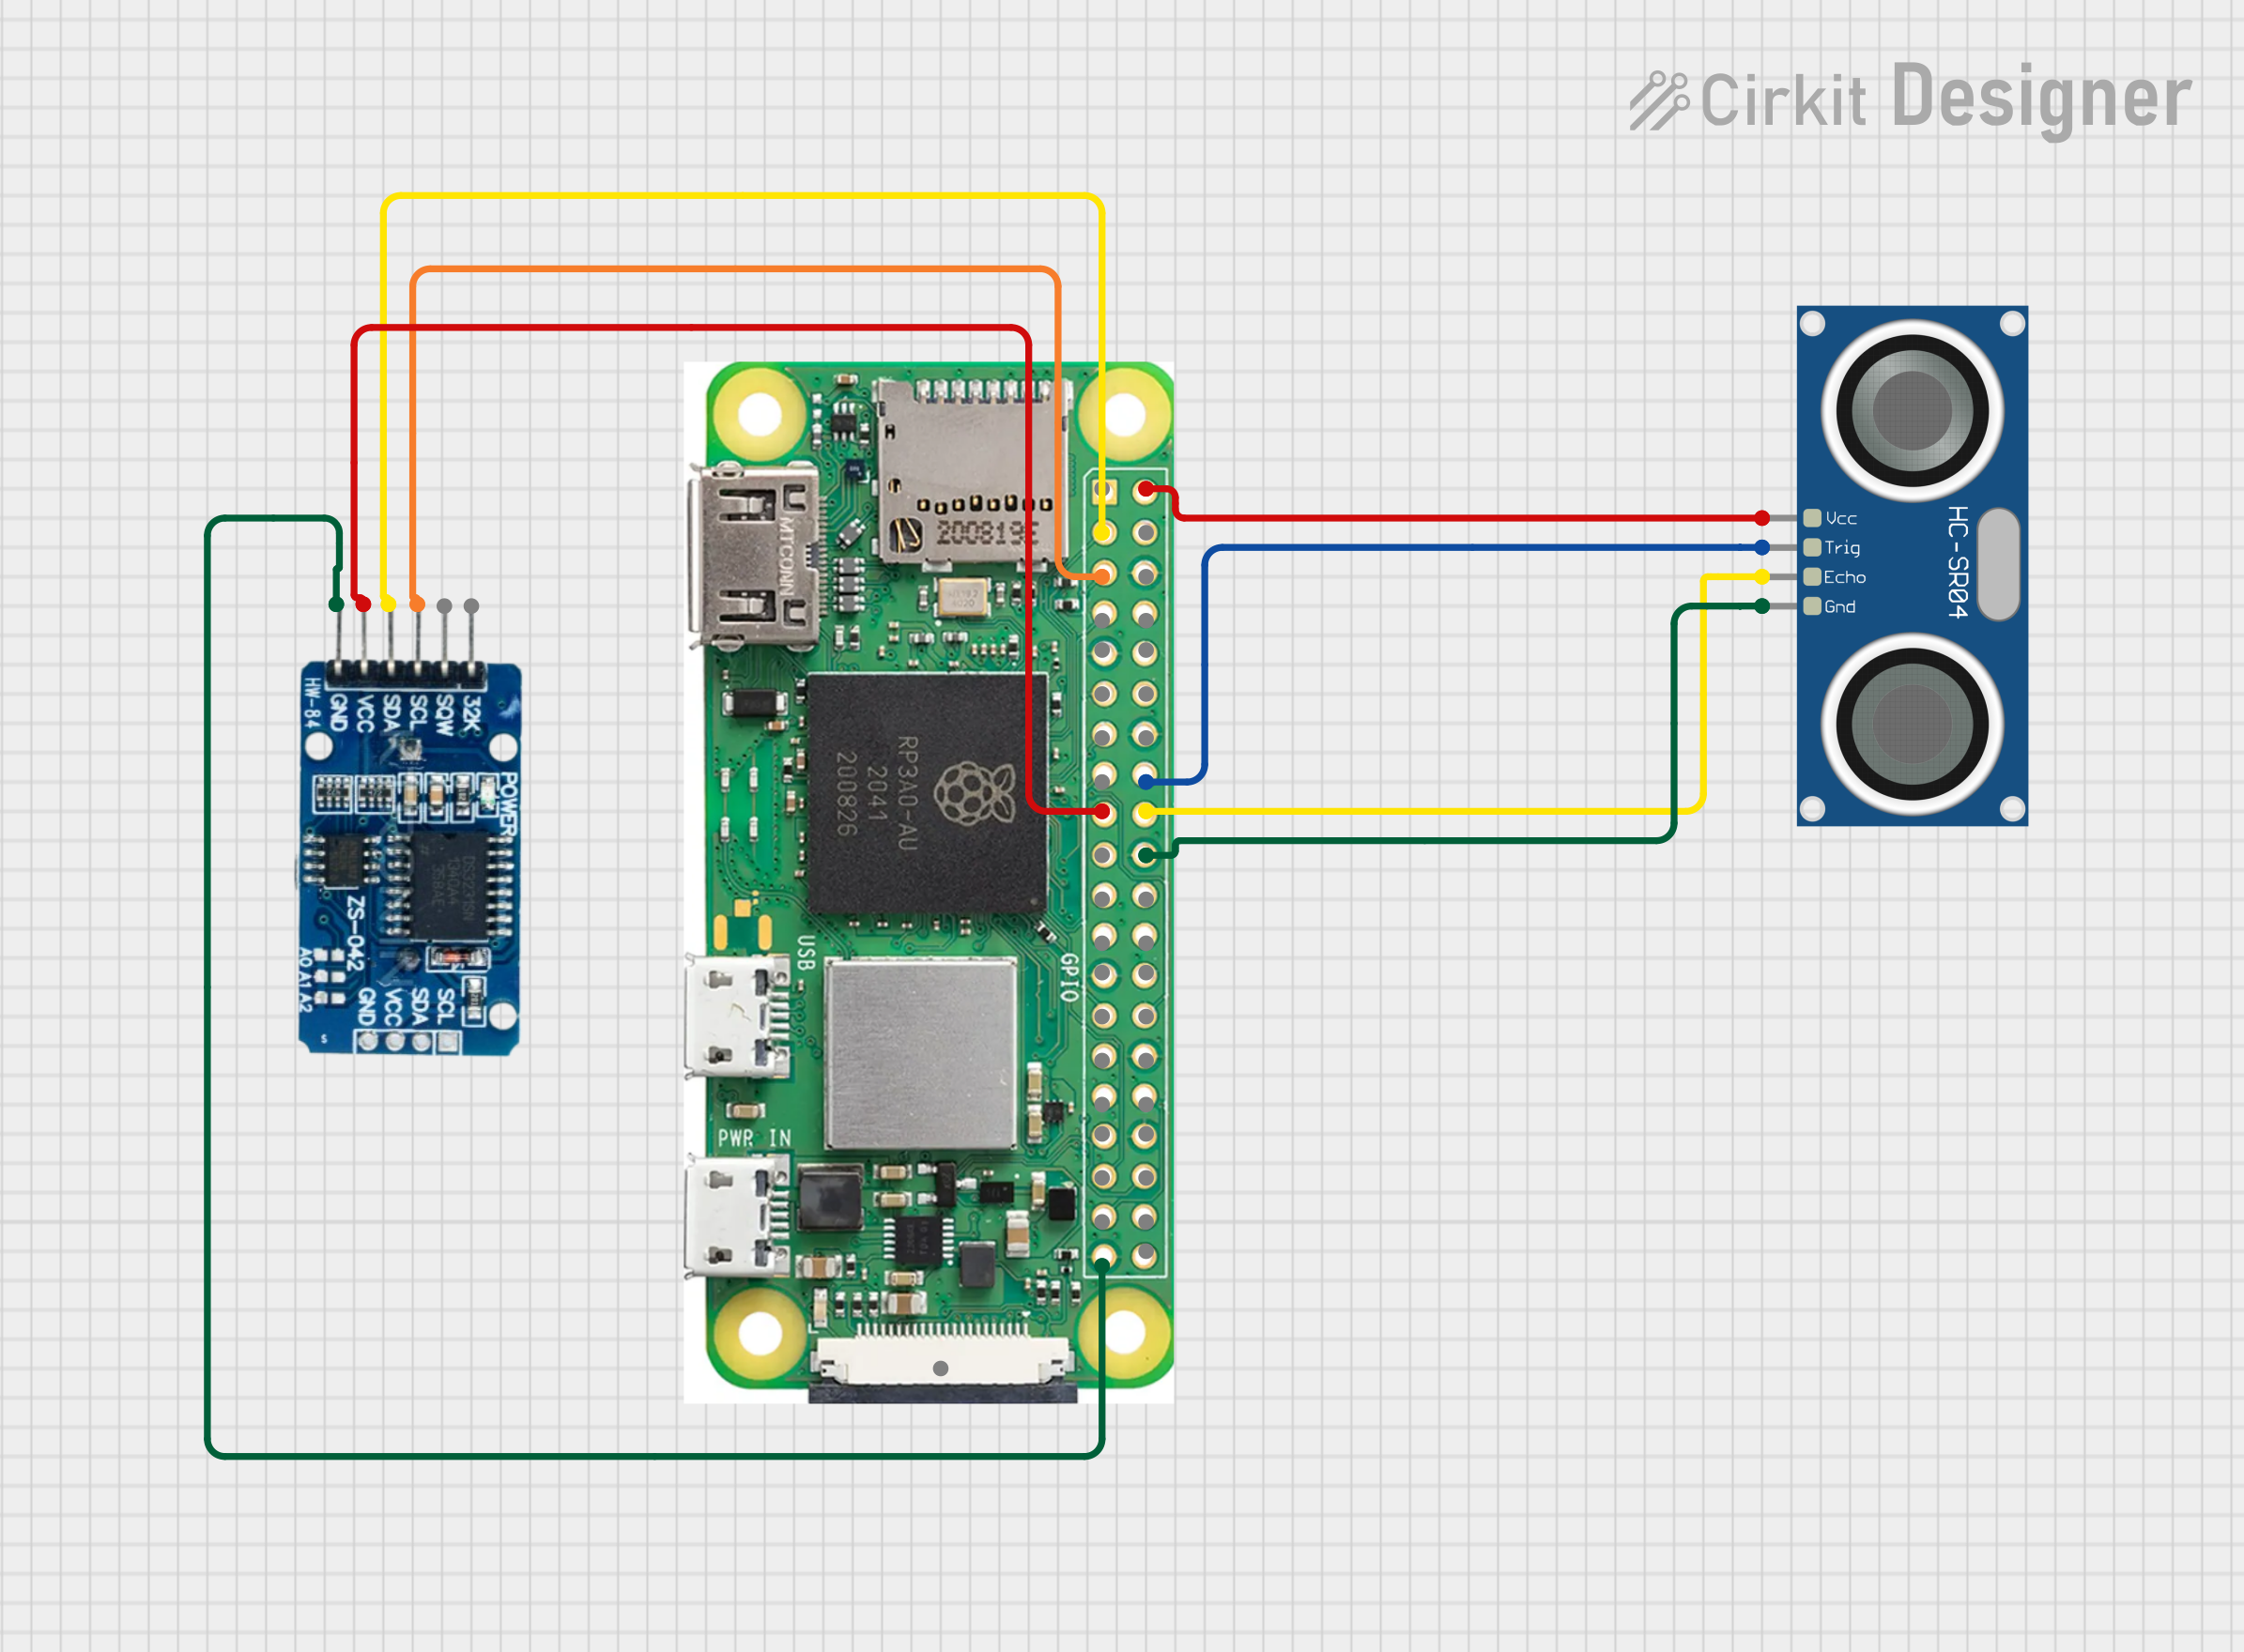 Cirkit Designer
2008195
MTCONN
Vcc
Trig
Echo
Gnd
HC-SR04
HW-84
GND
VCC
SDA
SCL
SQW
32K
POWER
RP3A0-AU
2041
200826
ZS-042
A0 A1 A2
GND
VCC
SDA
SCL
S
USB
GPIO
PWR IN